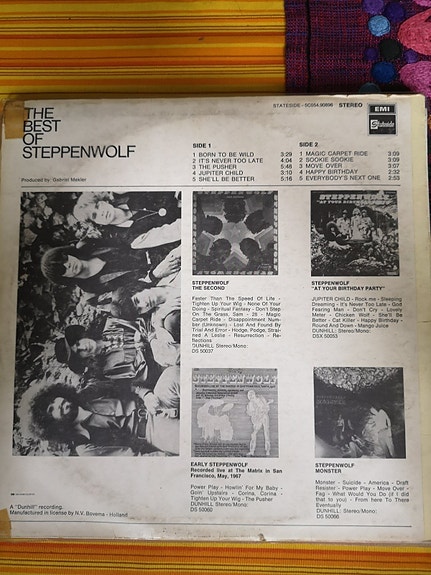 STATESIDE - 5C054.90896 STEREO EMI
Stateside
THE
BEST
OF
STEPPENWOLF
Produced by: Gabriel Mekler
SIDE 1
1 BORN TO BE WILD 3:29
2 IT'S NEVER TOO LATE 4:04
3 THE PUSHER 5:48
4 JUPITER CHILD 3:10
5 SHE'LL BE BETTER 5:16
SIDE 2
1 MAGIC CARPET RIDE 3:09
2 SOOKIE SOOKIE 3:09
3 MOVE OVER 3:07
4 HAPPY BIRTHDAY 2:32
5 EVERYBODY'S NEXT ONE 2:53
STEPPENWOLF
THE SECOND
Faster Than The Speed Of Life -
Tighten Up Your Wig - None Of Your
Doing - Spiritual Fantasy - Don't Step
On The Grass, Sam - 28 - Magic
Carpet Ride - Disappointment Num-
ber (Unknown) - Lost And Found By
Trial And Error - Hodge, Podge, Strai-
ned A Leslie - Resurrection - Re-
flections
DUNHILL Stereo/Mono:
DS 50037
STEPPENWOLF
"AT YOUR BIRTHDAY PARTY"
STEPPENWOLF
"AT YOUR BIRTHDAY PARTY"
JUPITER CHILD - Rock me - Sleeping
Dreaming - It's Never Too Late - God
Fearing Man - Don't Cry - Lovely
Meter - Chicken Wolf - She'll Be
Better - Cat Killer - Happy Birthday -
Round And Down - Mango Juice
DUNHILL: Stereo/Mono:
DSX 50053
EARLY STEPPENWOLF
Recorded live at The Matrix in San
Francisco, May, 1967
Power Play - Howlin' For My Baby -
Goin' Upstairs - Corina, Corina -
Tighten Up Your Wig - The Pusher
DUNHILL Stereo/Mono:
DS 50060
STEPPENWOLF
MONSTER
Monster - Suicide - America - Draft
Resister - Power Play - Move Over -
Fag - What Would You Do (If I did
that to you) - From here To There
Eventually
DUNHILL; Stereo/Mono:
DS 50066
A "Dunhill" recording.
Manufactured in license by N.V. Bovema - Holland